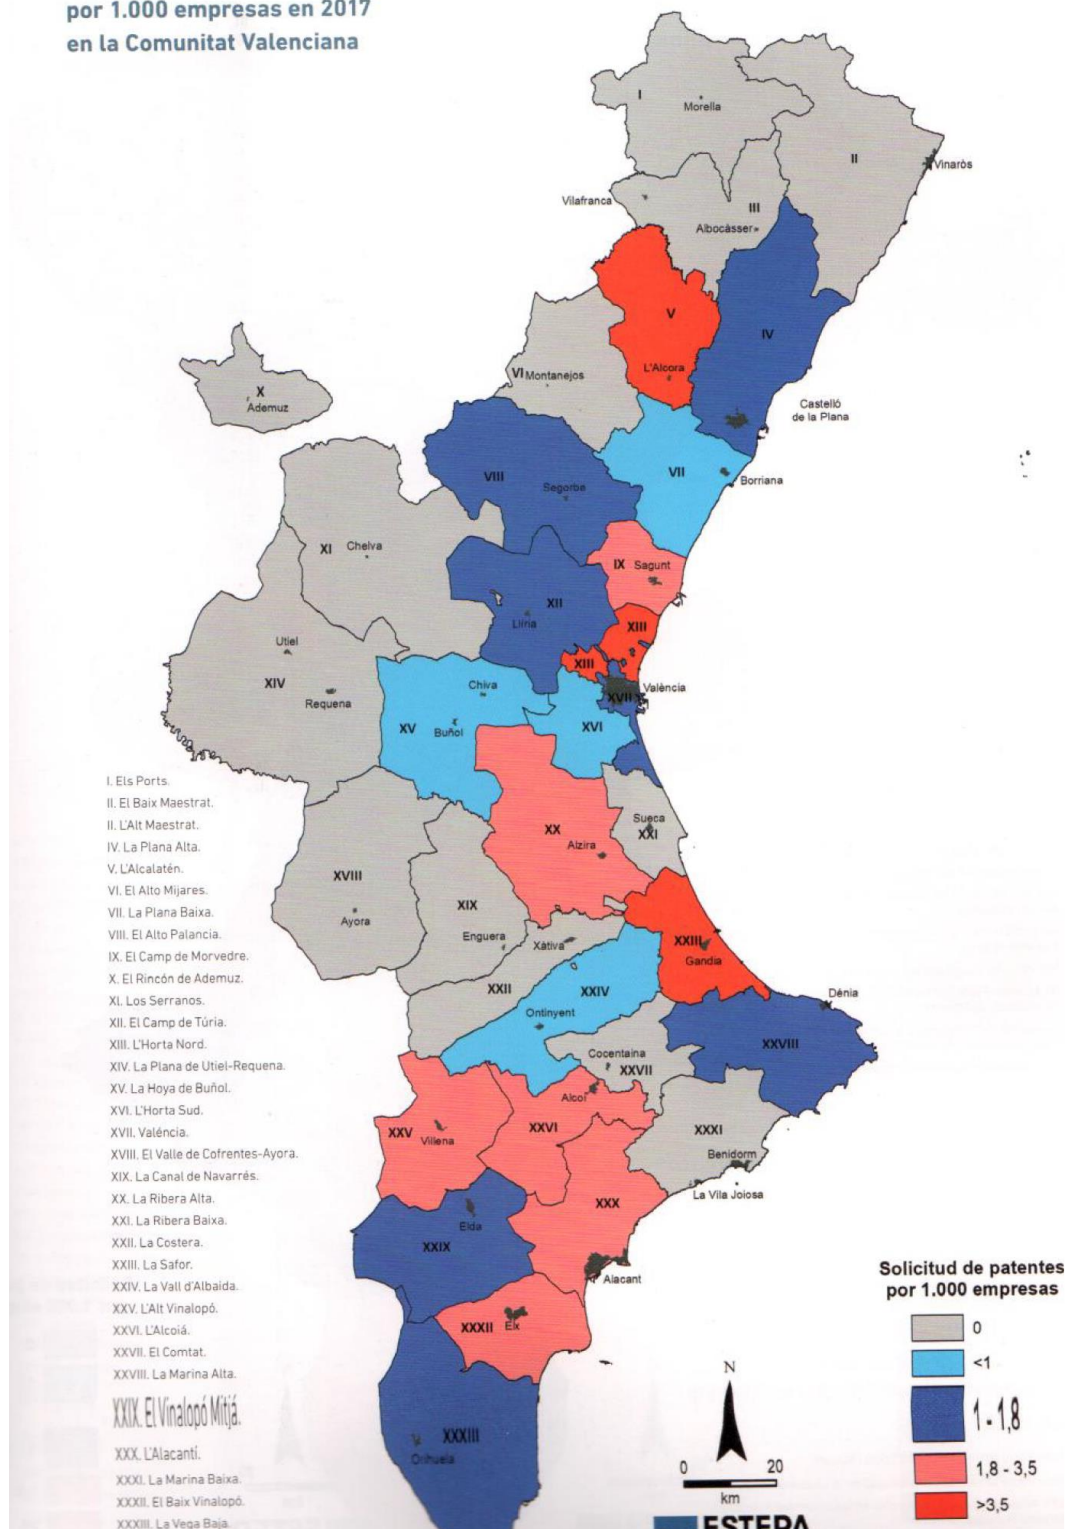 por 1.000 empresas en 2017
en la Comunitat Valenciana
I
Morella
II
Vinaròs
Vilafranca
III
Albocàsser
V
IV
L'Alcora
VI Montanejos
X
Ademuz
Castelló
de la Plana
VII
Borriana
VIII
Segorbe
XI Chelva
IX Sagunt
XII
Llíria
XIII
XIII
Utiel
XIV
Requena
Chiva
XV
Buñol
XVII
València
XVI
Sueca
XXI
XX
Alzira
XVIII
Ayora
XIX
Enguera
Xàtiva
XXIII
Gandia
XXII
XXIV
Ontinyent
Dénia
XXVIII
Cocentaina
XXVII
Alcoi
XXV
Villena
XXVI
XXXI
Benidorm
La Vila Joiosa
XXX
Elda
XXIX
Alacant
XXXII
Elx
XXXIII
Orihuela
I. Els Ports.
II. El Baix Maestrat.
II. L'Alt Maestrat.
IV. La Plana Alta.
V. L'Alcalatén.
VI. El Alto Mijares.
VII. La Plana Baixa.
VIII. El Alto Palancia.
IX. El Camp de Morvedre.
X. El Rincón de Ademuz.
XI. Los Serranos.
XII. El Camp de Túria.
XIII. L'Horta Nord.
XIV. La Plana de Utiel-Requena.
XV. La Hoya de Buñol.
XVI. L'Horta Sud.
XVII. Valéncia.
XVIII. El Valle de Cofrentes-Ayora.
XIX. La Canal de Navarrés.
XX. La Ribera Alta.
XXI. La Ribera Baixa.
XXII. La Costera.
XXIII. La Safor.
XXIV. La Vall d'Albaida.
XXV. L'Alt Vinalopó.
XXVI. L'Alcoiá.
XXVII. El Comtat.
XXVIII. La Marina Alta.
XXIX. El Vinalopó Mitjá.
XXX. L'Alacantí.
XXXI. La Marina Baixa.
XXXII. El Baix Vinalopó.
XXXIII. La Vega Baja.
Solicitud de patentes
por 1.000 empresas
0
<1
1 - 1,8
1,8 - 3,5
>3,5
N
0 20
km
ESTEPA